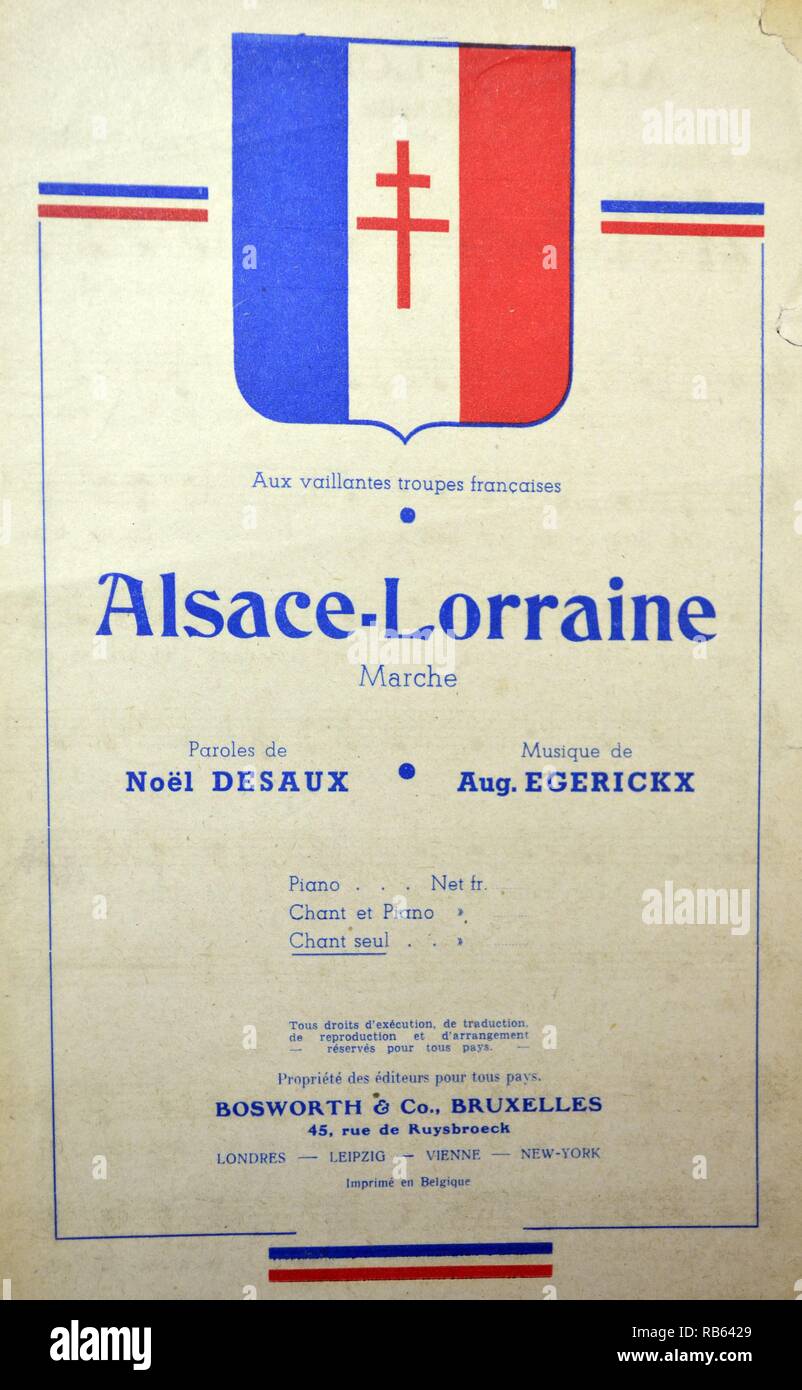 Aux vaillantes troupes françaises
Alsace-Lorraine
Marche
Paroles de
Noël DESAUX
Musique de
Aug. EGERICKX
Piano . . . Net fr.
Chant et Piano »
Chant seul . . »
Tous droits d'exécution, de traduction,
de reproduction et d'arrangement
— réservés pour tous pays. —
Propriété des éditeurs pour tous pays.
BOSWORTH & Co., BRUXELLES
45, rue de Ruysbroeck
LONDRES — LEIPZIG — VIENNE — NEW-YORK
Imprimé en Belgique
alamy
alamy
alamy
alamy
Image ID: RB6429
www.alamy.com